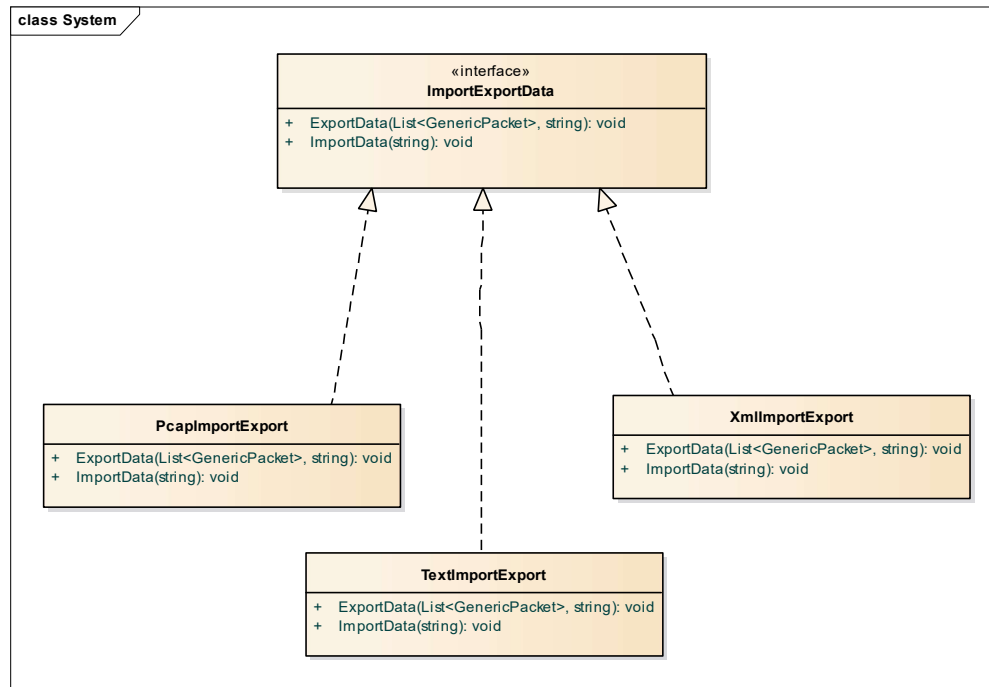 class System
«interface»
ImportExportData
+ ExportData(List<GenericPacket>, string): void
+ ImportData(string): void
PcapImportExport
+ ExportData(List<GenericPacket>, string): void
+ ImportData(string): void
XmlImportExport
+ ExportData(List<GenericPacket>, string): void
+ ImportData(string): void
TextImportExport
+ ExportData(List<GenericPacket>, string): void
+ ImportData(string): void